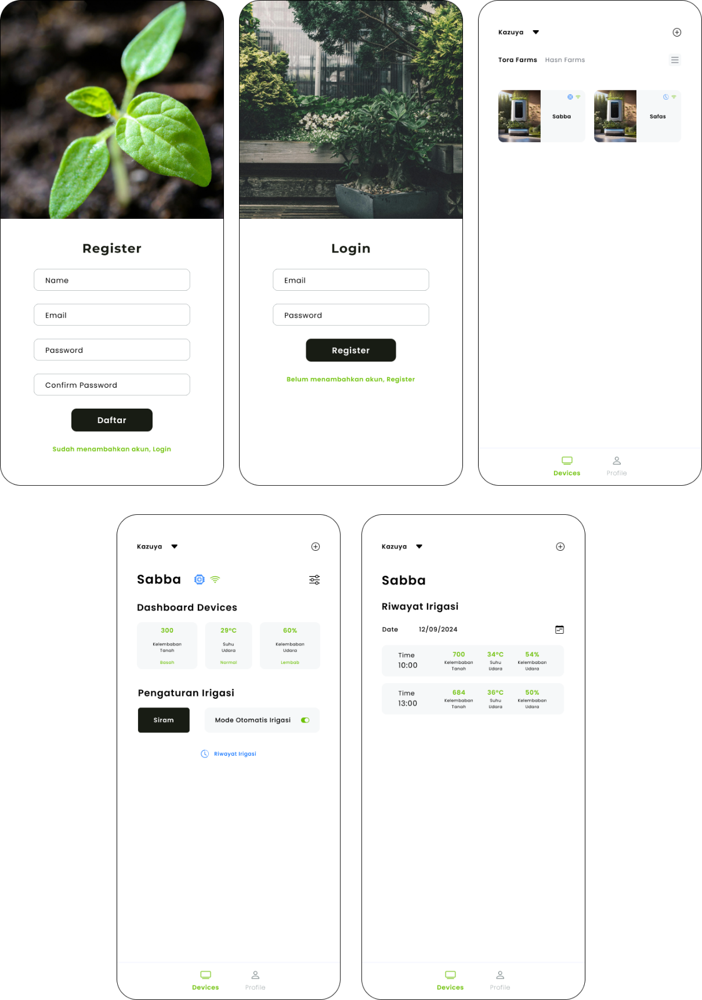 Register
Name
Email
Password
Confirm Password
Daftar
Sudah menambahkan akun, Login
Login
Email
Password
Register
Belum menambahkan akun, Register
Kazuya
Tora Farms Hasn Farms
Sabba
Safas
Devices Profile
Kazuya
Sabba
Dashboard Devices
300
Kelembaban
Tanah
Basah
29°C
Suhu
Udara
Normal
60%
Kelembaban
Udara
Lembab
Pengaturan Irigasi
Siram
Mode Otomatis Irigasi
Riwayat Irigasi
Devices Profile
Kazuya
Sabba
Riwayat Irigasi
Date 12/09/2024
Time
10:00
700
Kelembaban
Tanah
34°C
Suhu
Udara
54%
Kelembaban
Udara
Time
13:00
684
Kelembaban
Tanah
36°C
Suhu
Udara
50%
Kelembaban
Udara
Devices Profile